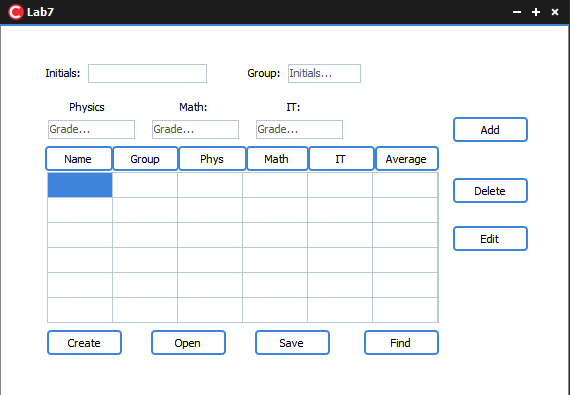 Lab7
Initials: Group: Initials...
Physics Math: IT:
Grade... Grade... Grade...
Add
Name Group Phys Math IT Average
Delete
Edit
Create Open Save Find